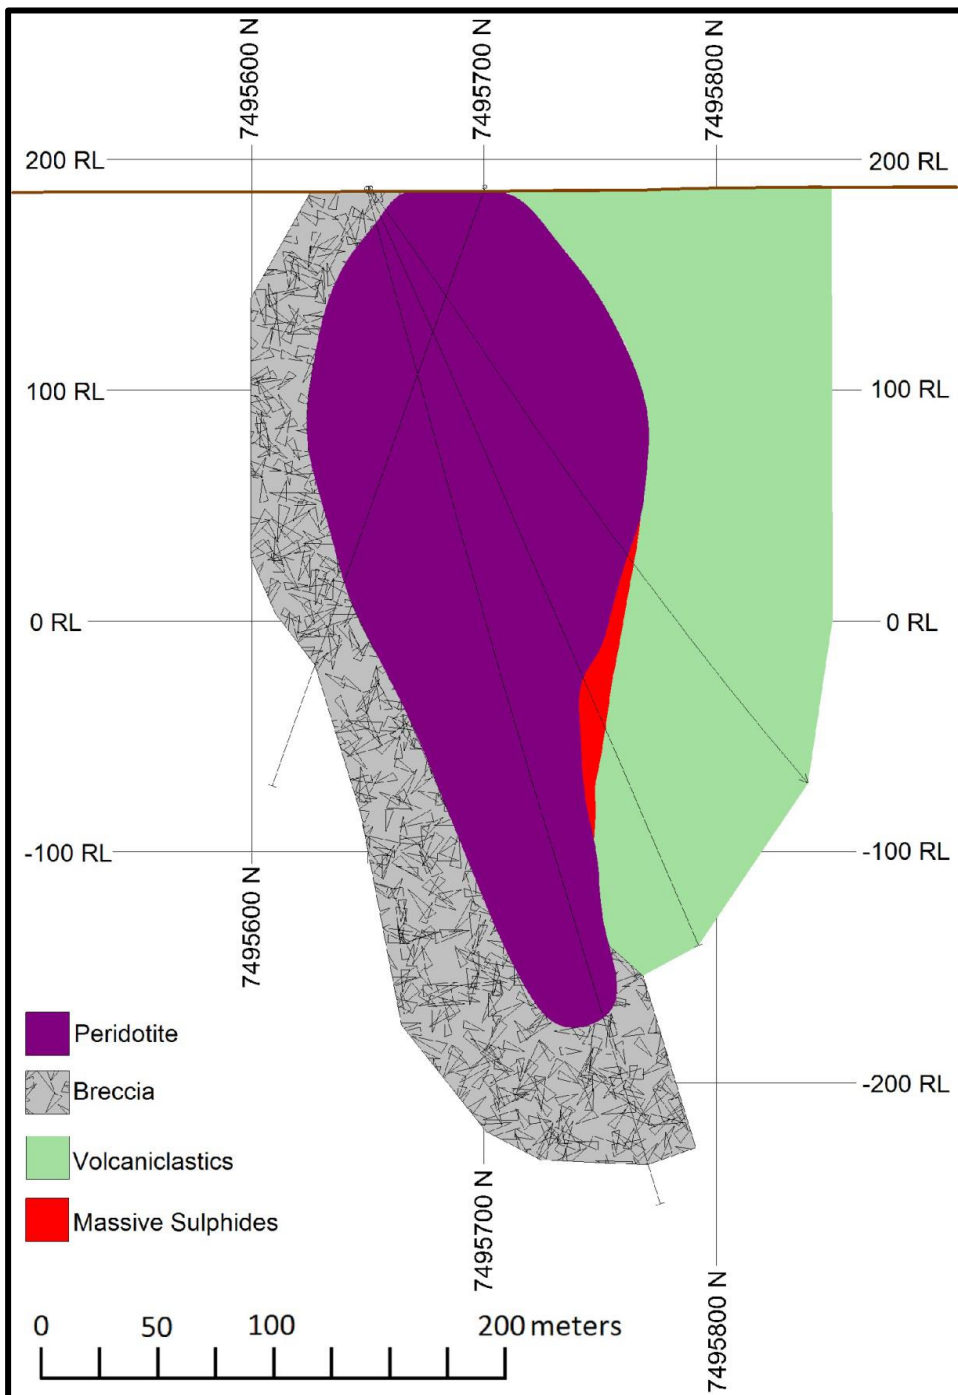 7495600 N
7495700 N
7495800 N
200 RL
200 RL
100 RL
100 RL
0 RL
0 RL
-100 RL
-100 RL
7495600 N
-200 RL
7495700 N
7495800 N
Peridotite
Breccia
Volcaniclastics
Massive Sulphides
0 50 100 200 meters